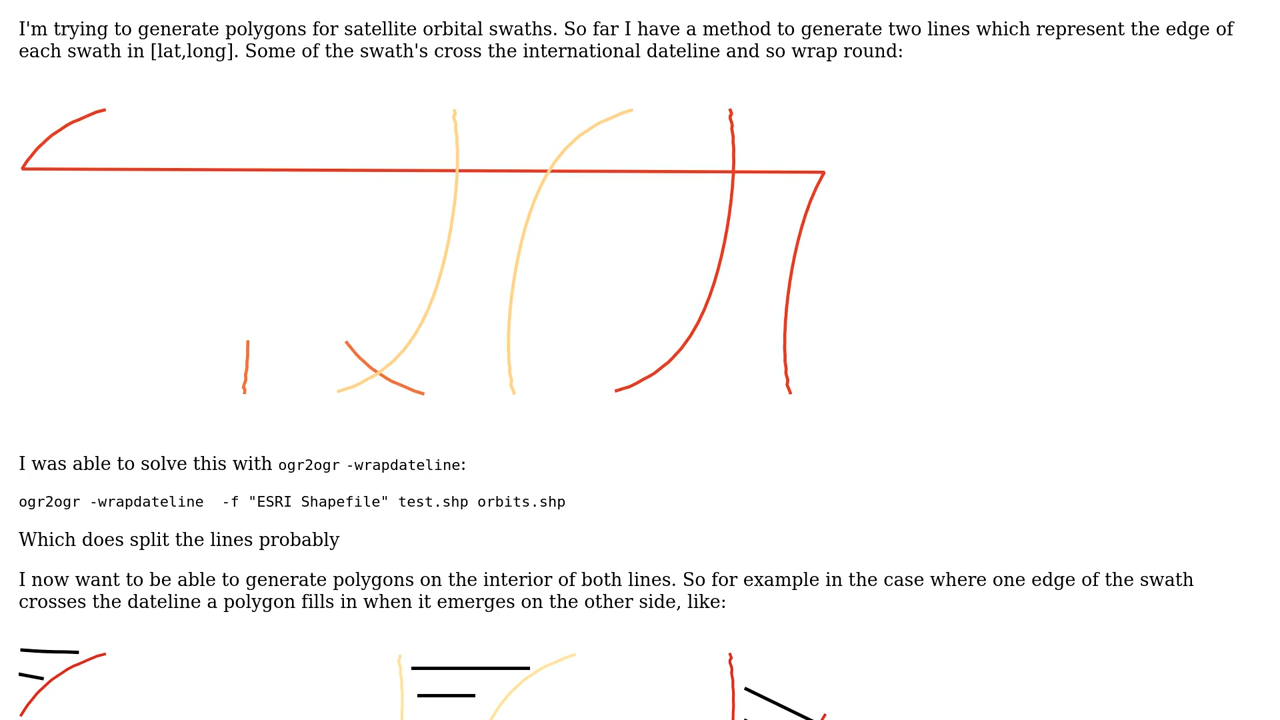 I'm trying to generate polygons for satellite orbital swaths. So far I have a method to generate two lines which represent the edge of
each swath in [lat,long]. Some of the swath's cross the international dateline and so wrap round:
I was able to solve this with ogr2ogr -wrapdateline:
ogr2ogr -wrapdateline  -f "ESRI Shapefile" test.shp orbits.shp
Which does split the lines probably
I now want to be able to generate polygons on the interior of both lines. So for example in the case where one edge of the swath
crosses the dateline a polygon fills in when it emerges on the other side, like: